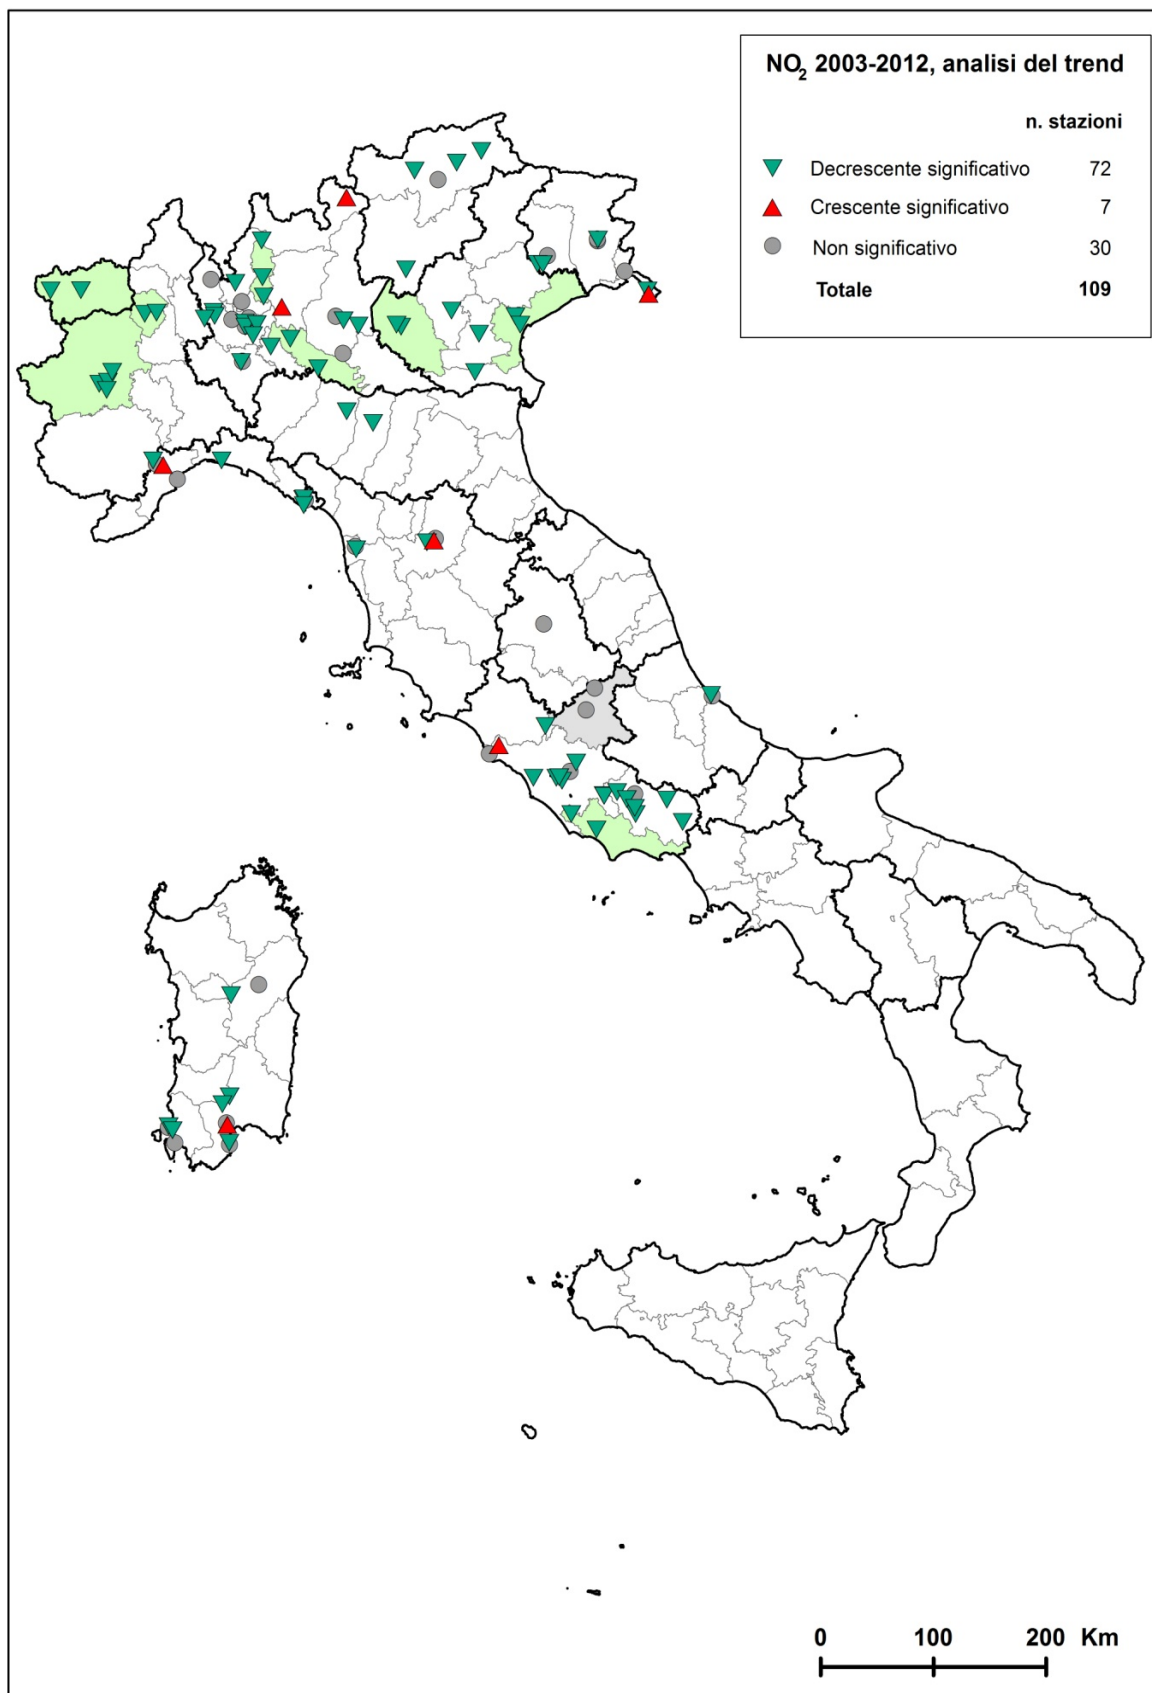 NO2 2003-2012, analisi del trend
n. stazioni
Decrescente significativo 72
Crescente significativo 7
Non significativo 30
Totale 109
0 100 200 Km